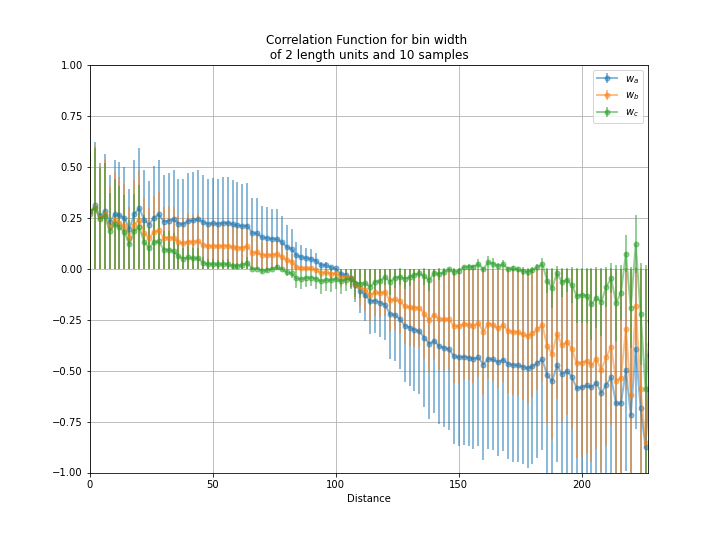 Correlation Function for bin width
of 2 length units and 10 samples
1.00
0.75
0.50
0.25
0.00
−0.25
−0.50
−0.75
−1.00
w_a
w_b
w_c
0 50 100 150 200
Distance